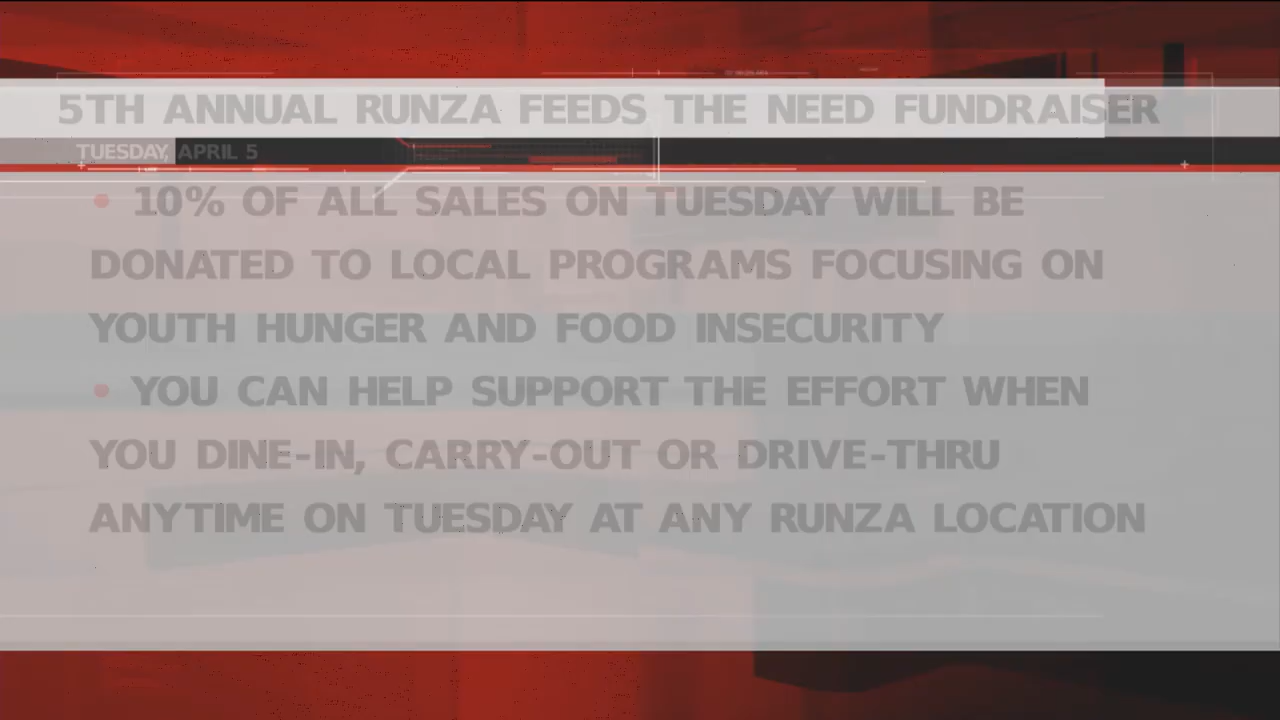 5TH ANNUAL RUNZA FEEDS THE NEED FUNDRAISER
TUESDAY, APRIL 5
• 10% OF ALL SALES ON TUESDAY WILL BE
DONATED TO LOCAL PROGRAMS FOCUSING ON
YOUTH HUNGER AND FOOD INSECURITY
• YOU CAN HELP SUPPORT THE EFFORT WHEN
YOU DINE-IN, CARRY-OUT OR DRIVE-THRU
ANYTIME ON TUESDAY AT ANY RUNZA LOCATION